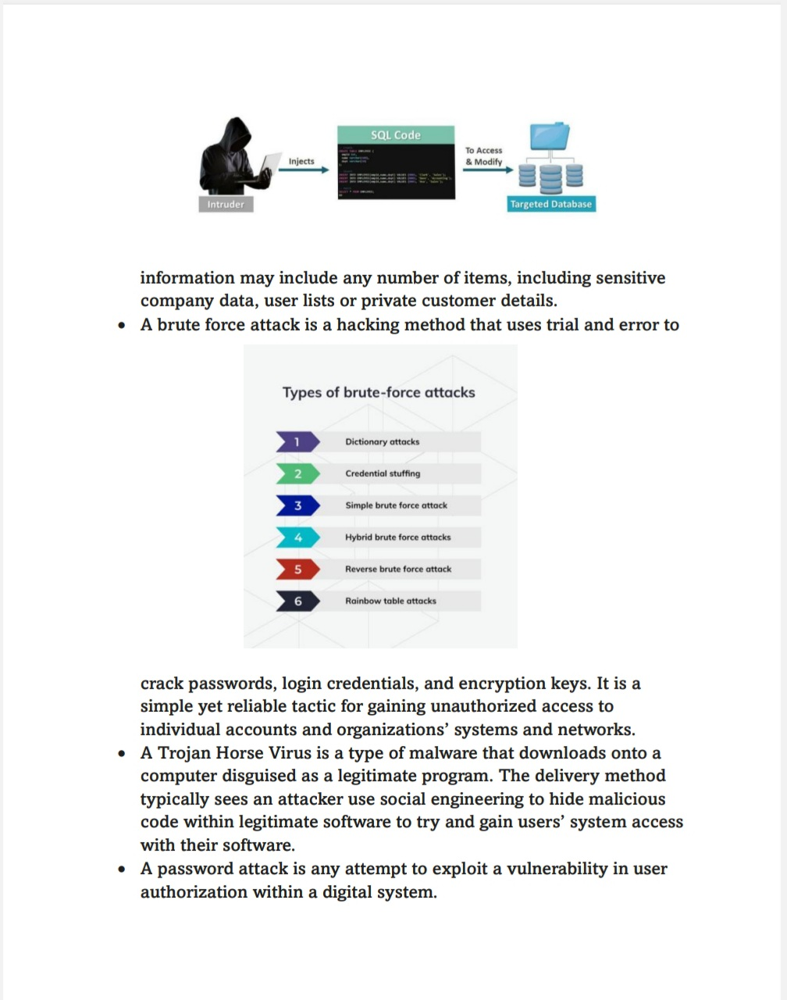 SQL Code
Injects
To Access
& Modify
Intruder
Targeted Database
information may include any number of items, including sensitive
company data, user lists or private customer details.
• A brute force attack is a hacking method that uses trial and error to
Types of brute-force attacks
1 Dictionary attacks
2 Credential stuffing
3 Simple brute force attack
4 Hybrid brute force attacks
5 Reverse brute force attack
6 Rainbow table attacks
crack passwords, login credentials, and encryption keys. It is a
simple yet reliable tactic for gaining unauthorized access to
individual accounts and organizations’ systems and networks.
• A Trojan Horse Virus is a type of malware that downloads onto a
computer disguised as a legitimate program. The delivery method
typically sees an attacker use social engineering to hide malicious
code within legitimate software to try and gain users’ system access
with their software.
• A password attack is any attempt to exploit a vulnerability in user
authorization within a digital system.